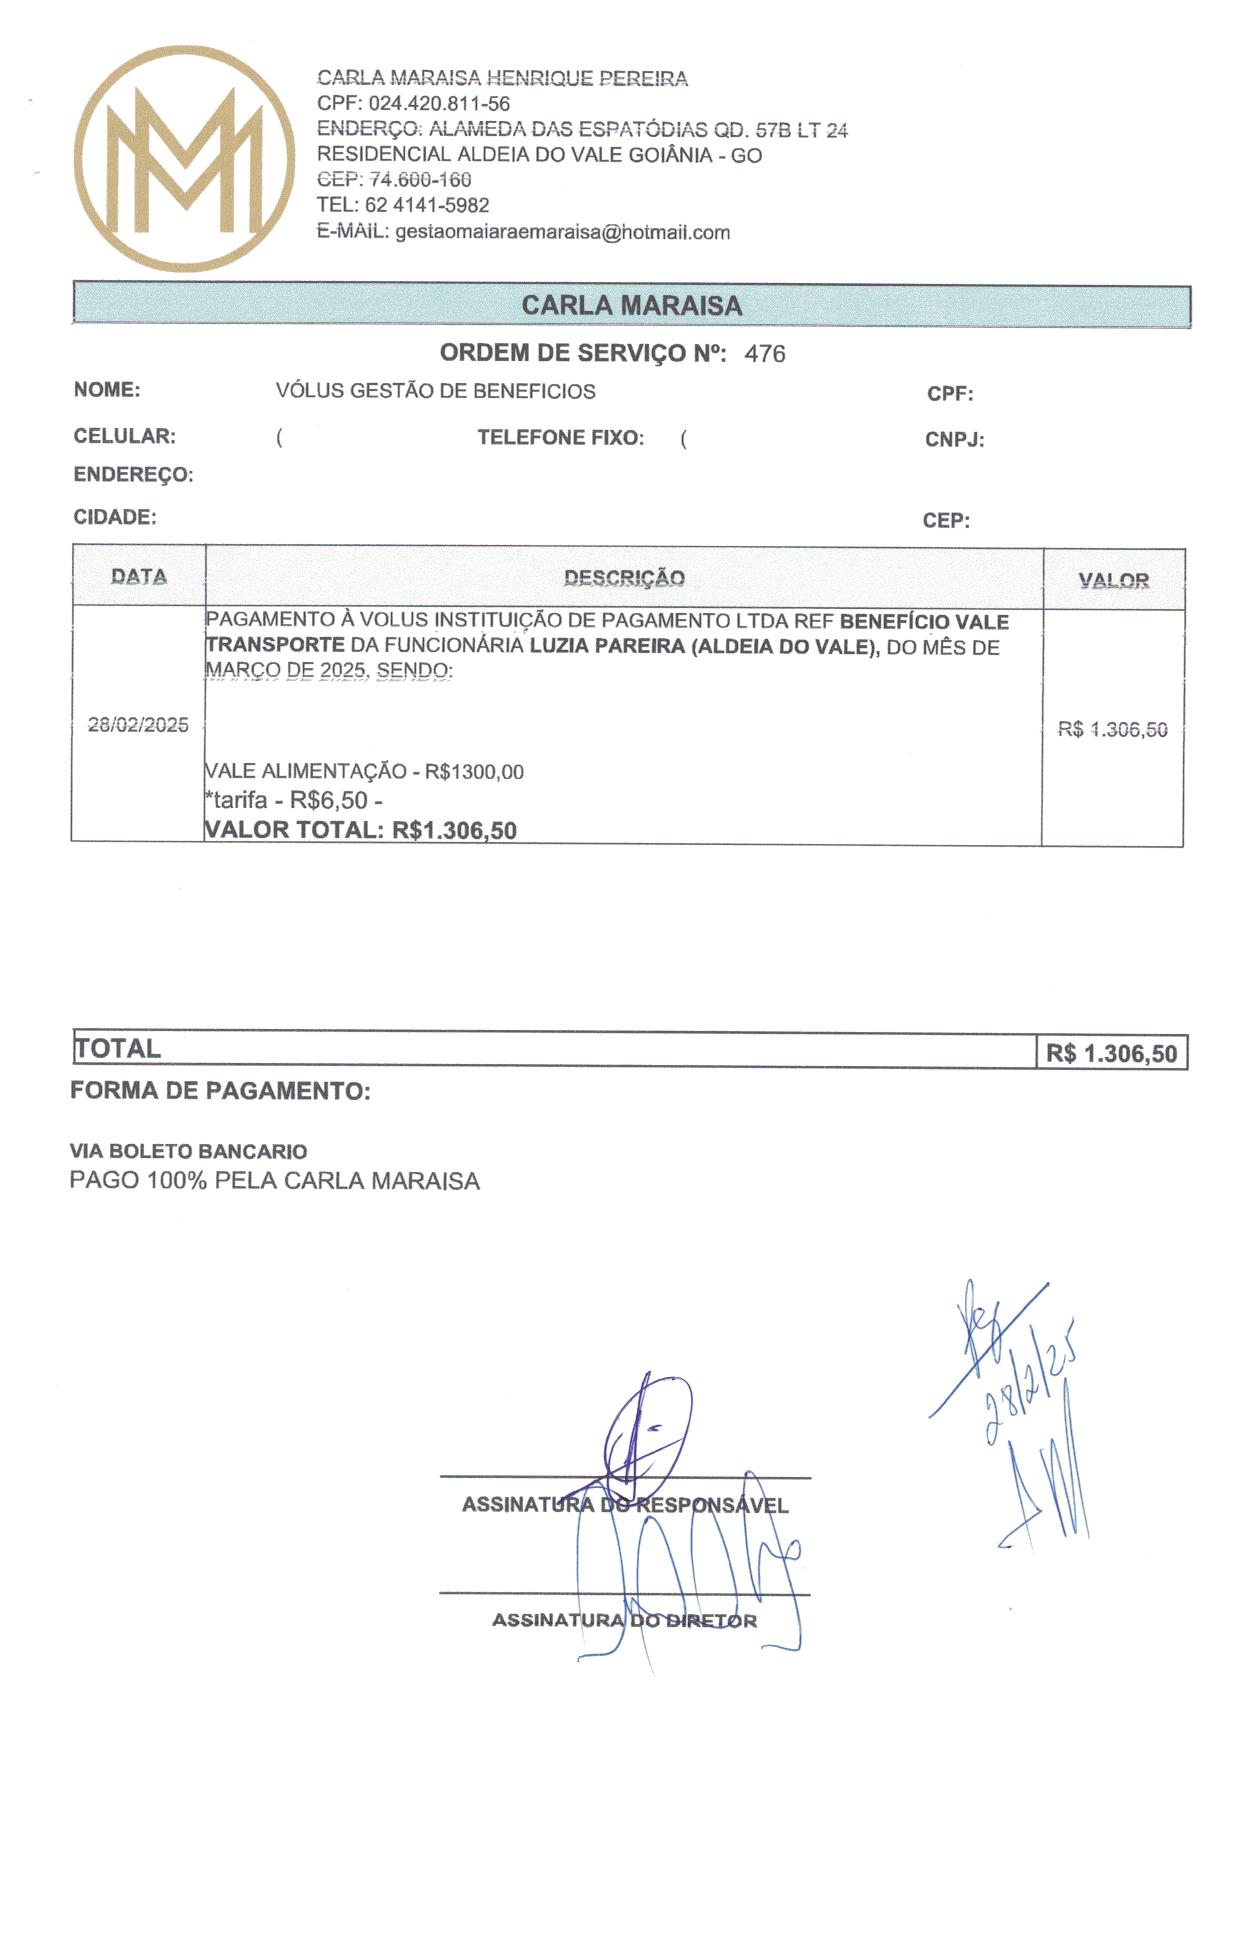 CARLA MARAISA HENRIQUE PEREIRA
CPF: 024.420.811-56
ENDERÇO: ALAMEDA DAS ESPATÓDIAS QD. 57B LT 24
RESIDENCIAL ALDEIA DO VALE GOIÂNIA - GO
CEP: 74.600-160
TEL: 62 4141-5982
E-MAIL: gestaomaiaraemaraisa@hotmail.com
CARLA MARAISA
ORDEM DE SERVIÇO Nº: 476
NOME: VÓLUS GESTÃO DE BENEFICIOS CPF:
CELULAR: ( TELEFONE FIXO: ( CNPJ:
ENDEREÇO:
CIDADE: CEP:
DATA DESCRIÇÃO VALOR
PAGAMENTO À VOLUS INSTITUIÇÃO DE PAGAMENTO LTDA REF BENEFÍCIO VALE
TRANSPORTE DA FUNCIONÁRIA LUZIA PAREIRA (ALDEIA DO VALE), DO MÊS DE
MARÇO DE 2025, SENDO:
28/02/2025 R$ 1.306,50
VALE ALIMENTAÇÃO - R$1300,00
*tarifa - R$6,50 -
VALOR TOTAL: R$1.306,50
TOTAL R$ 1.306,50
FORMA DE PAGAMENTO:
VIA BOLETO BANCARIO
PAGO 100% PELA CARLA MARAISA
28/2/25
ASSINATURA DO RESPONSÁVEL
ASSINATURA DO DIRETOR